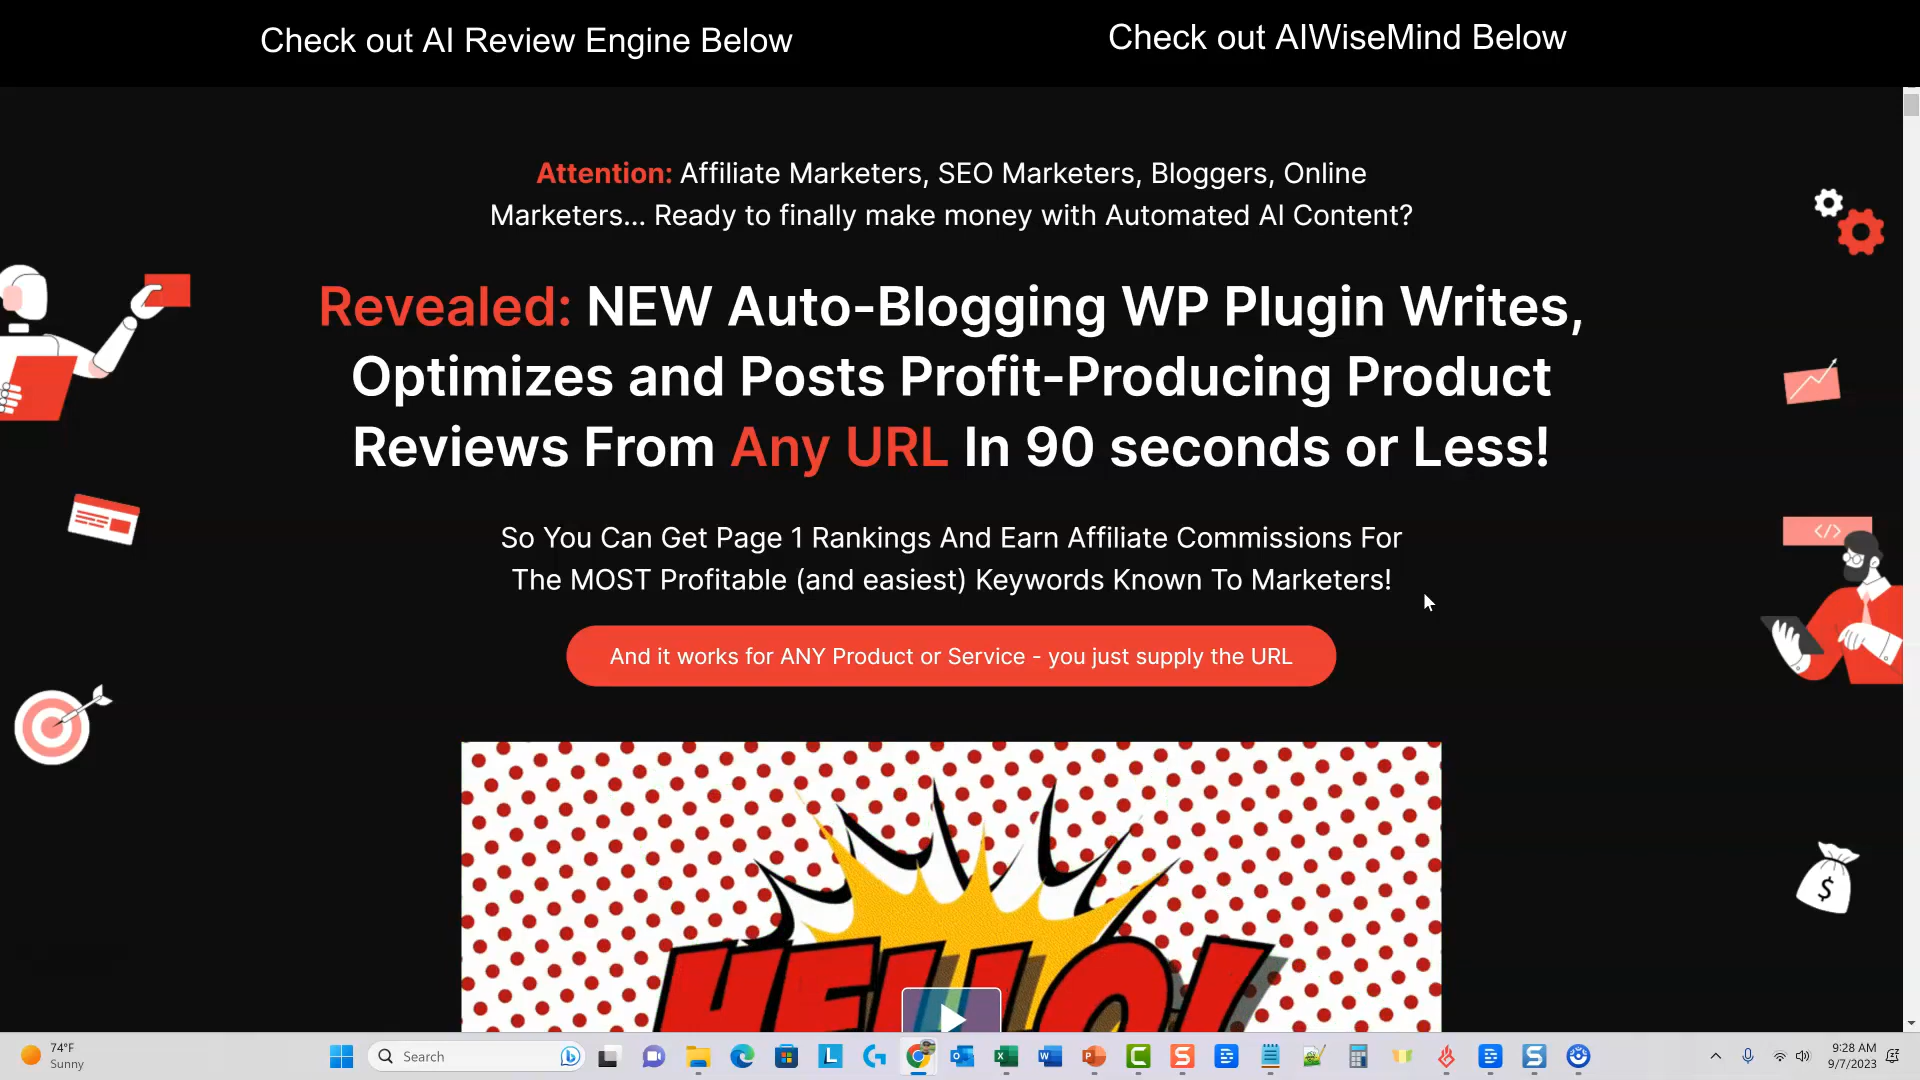 Check out AI Review Engine Below
Check out AIWiseMind Below
Attention: Affiliate Marketers, SEO Marketers, Bloggers, Online
Marketers... Ready to finally make money with Automated AI Content?
Revealed: NEW Auto-Blogging WP Plugin Writes,
Optimizes and Posts Profit-Producing Product
Reviews From Any URL In 90 seconds or Less!
So You Can Get Page 1 Rankings And Earn Affiliate Commissions For
The MOST Profitable (and easiest) Keywords Known To Marketers!
And it works for ANY Product or Service - you just supply the URL
</>
$
HELLO!
74°F
Sunny
Search
9:28 AM
9/7/2023